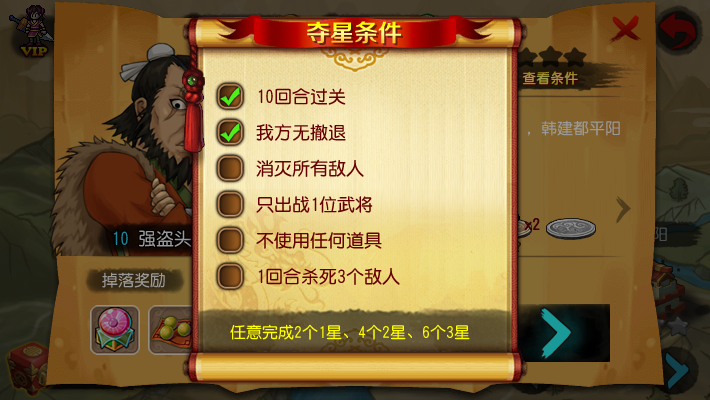 夺星条件
VIP
查看条件
10回合过关
我方无撤退
，韩建都平阳
消灭所有敌人
只出战1位武将
x2
10 强盗头
不使用任何道具
阳
掉落奖励
1回合杀死3个敌人
任意完成2个1星、4个2星、6个3星